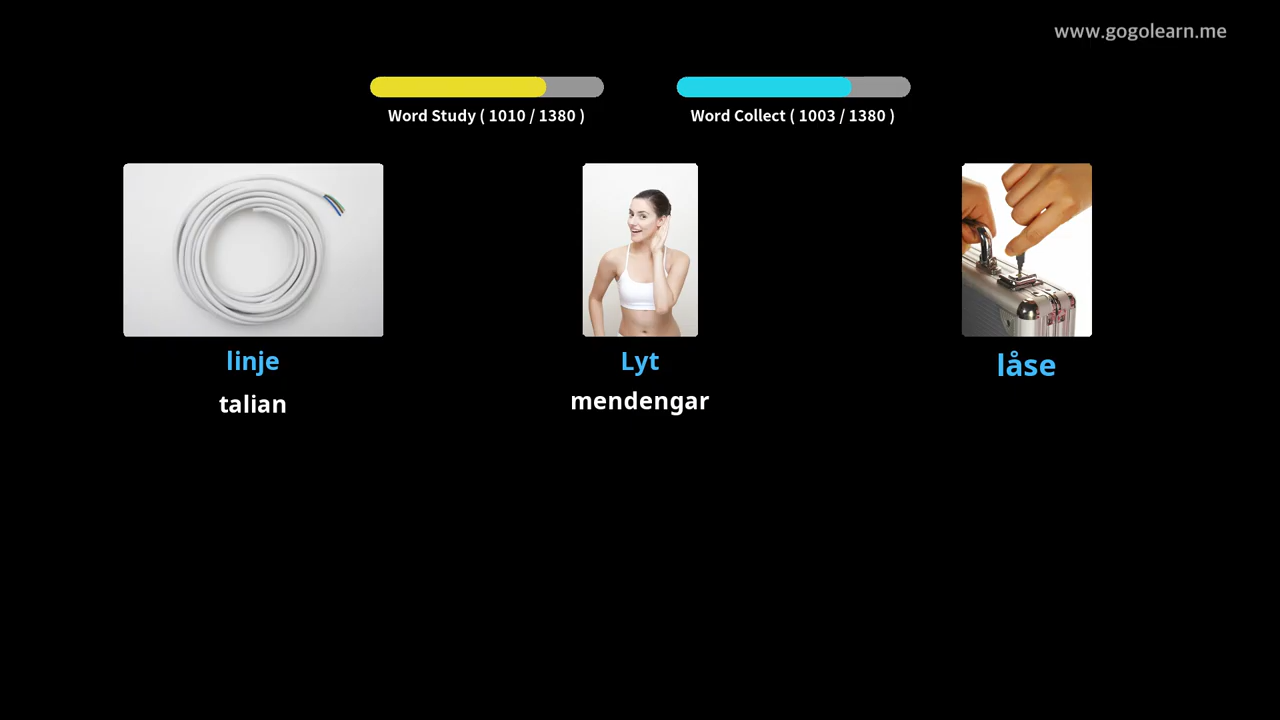 www.gogolearn.me
Word Study ( 1010 / 1380 )
Word Collect ( 1003 / 1380 )
linje
talian
Lyt
mendengar
låse